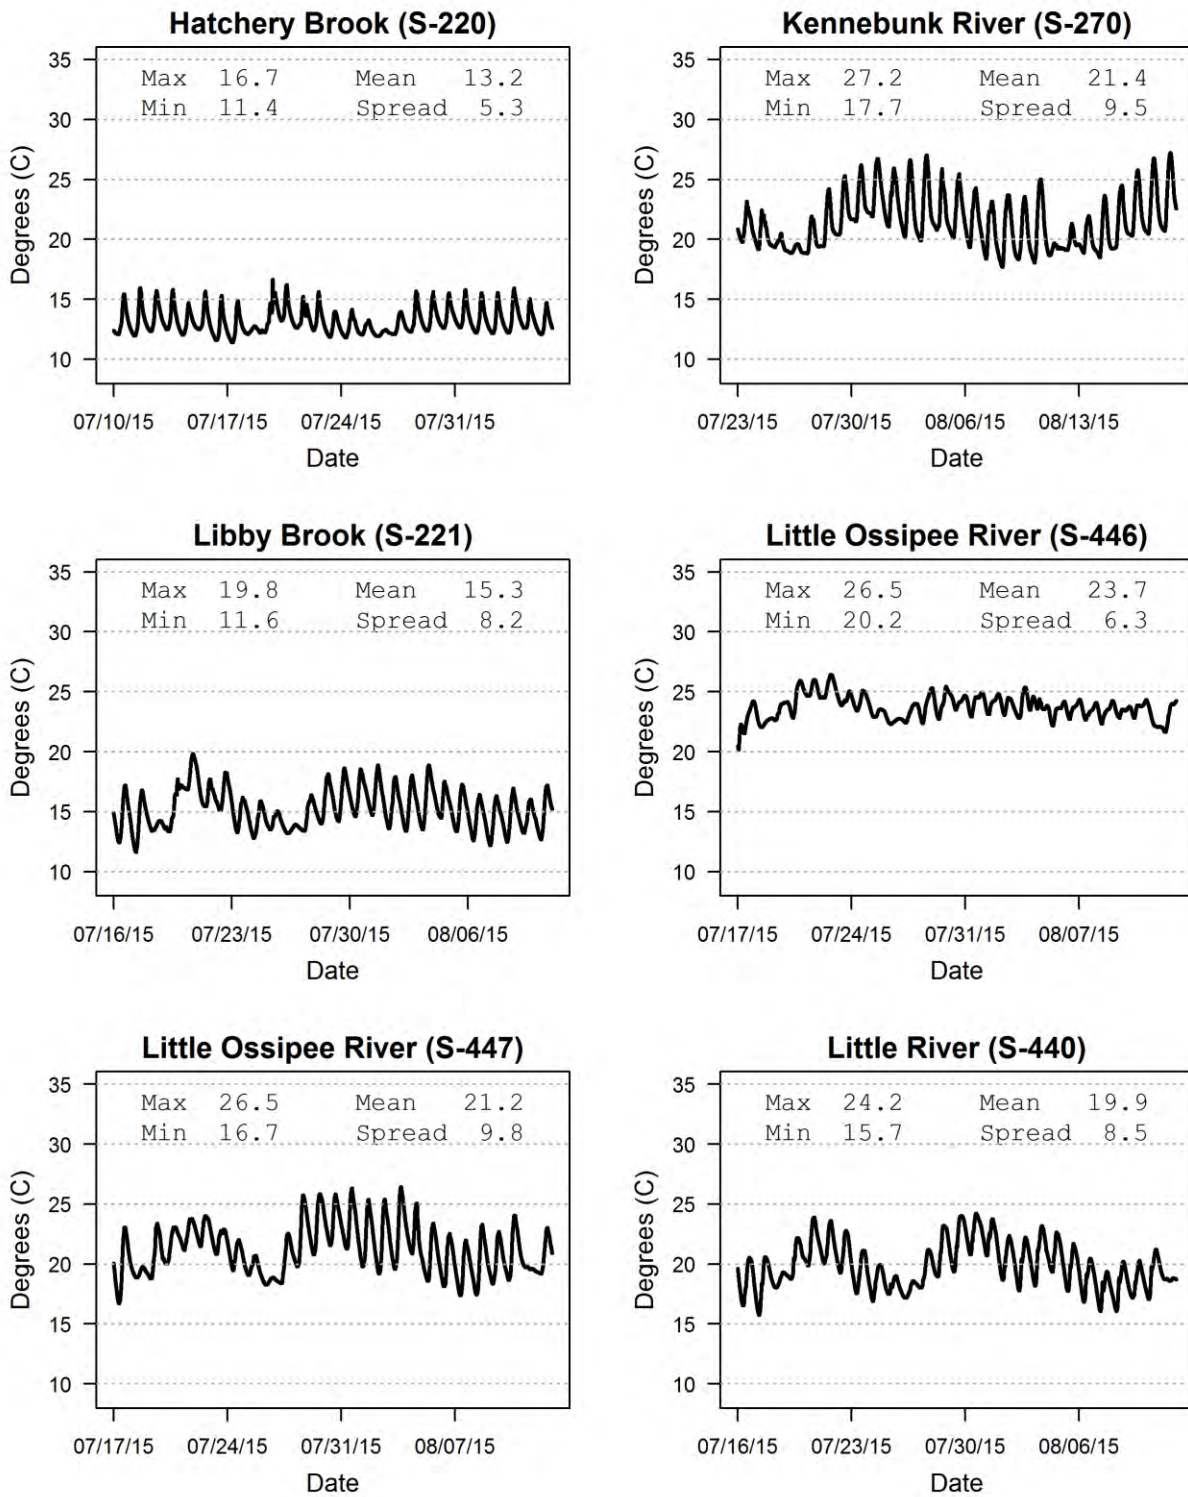 Hatchery Brook (S-220)
Max 16.7 Mean 13.2
Min 11.4 Spread 5.3
35
30
25
20
15
10
Degrees (C)
07/10/15 07/17/15 07/24/15 07/31/15
Date
Kennebunk River (S-270)
Max 27.2 Mean 21.4
Min 17.7 Spread 9.5
35
30
25
20
15
10
Degrees (C)
07/23/15 07/30/15 08/06/15 08/13/15
Date
Libby Brook (S-221)
Max 19.8 Mean 15.3
Min 11.6 Spread 8.2
35
30
25
20
15
10
Degrees (C)
07/16/15 07/23/15 07/30/15 08/06/15
Date
Little Ossipee River (S-446)
Max 26.5 Mean 23.7
Min 20.2 Spread 6.3
35
30
25
20
15
10
Degrees (C)
07/17/15 07/24/15 07/31/15 08/07/15
Date
Little Ossipee River (S-447)
Max 26.5 Mean 21.2
Min 16.7 Spread 9.8
35
30
25
20
15
10
Degrees (C)
07/17/15 07/24/15 07/31/15 08/07/15
Date
Little River (S-440)
Max 24.2 Mean 19.9
Min 15.7 Spread 8.5
35
30
25
20
15
10
Degrees (C)
07/16/15 07/23/15 07/30/15 08/06/15
Date